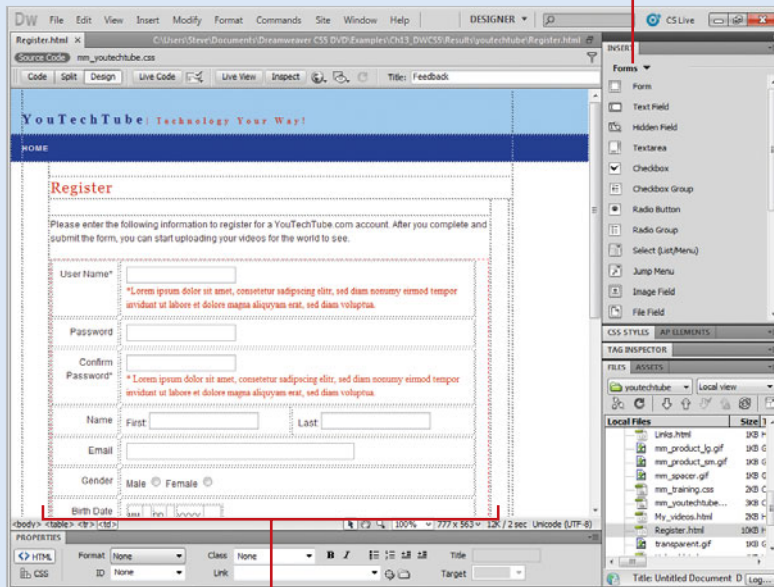 DW File Edit View Insert Modify Format Commands Site Window Help DESIGNER CS Live
Register.html × C:\Users\Steve\Documents\Dreamweaver CS5 DVD\Examples\Ch13_DWCS5\Results\youtechtube\Register.html
Source Code mm_youtechtube.css
Code Split Design Live Code Live View Inspect Title: Feedback
YouTechTube| Technology Your Way!
HOME
Register
Please enter the following information to register for a YouTechTube.com account. After you complete and
submit the form, you can start uploading your videos for the world to see.
User Name*
*Lorem ipsum dolor sit amet, consetetur sadipscing elitr, sed diam nonumy eirmod tempor
invidunt ut labore et dolore magna aliquyam erat, sed diam voluptua.
Password
Confirm
Password*
* Lorem ipsum dolor sit amet, consetetur sadipscing elitr, sed diam nonumy eirmod tempor
invidunt ut labore et dolore magna aliquyam erat, sed diam voluptua.
Name First: Last:
Email
Gender Male Female
Birth Date
<body> <table> <tr> <td> 100% 777 x 563 12K / 2 sec Unicode (UTF-8)
PROPERTIES
<> HTML Format None Class None B I Title
CSS ID None Link Target
INSERT
Forms
Form
Text Field
Hidden Field
Textarea
Checkbox
Checkbox Group
Radio Button
Radio Group
Select (List/Menu)
Jump Menu
Image Field
File Field
CSS STYLES AP ELEMENTS
TAG INSPECTOR
FILES ASSETS
youtechtube Local view
Local Files Size
Links.html 1KB
mm_product_lg.gif 1KB G
mm_product_sm.gif 1KB G
mm_spacer.gif 1KB G
mm_training.css 2KB C
mm_youtechtube... 3KB
My_videos.html 2KB
Register.html 10KB
transparent.gif 1KB G
Title: Untitled Document D Log...